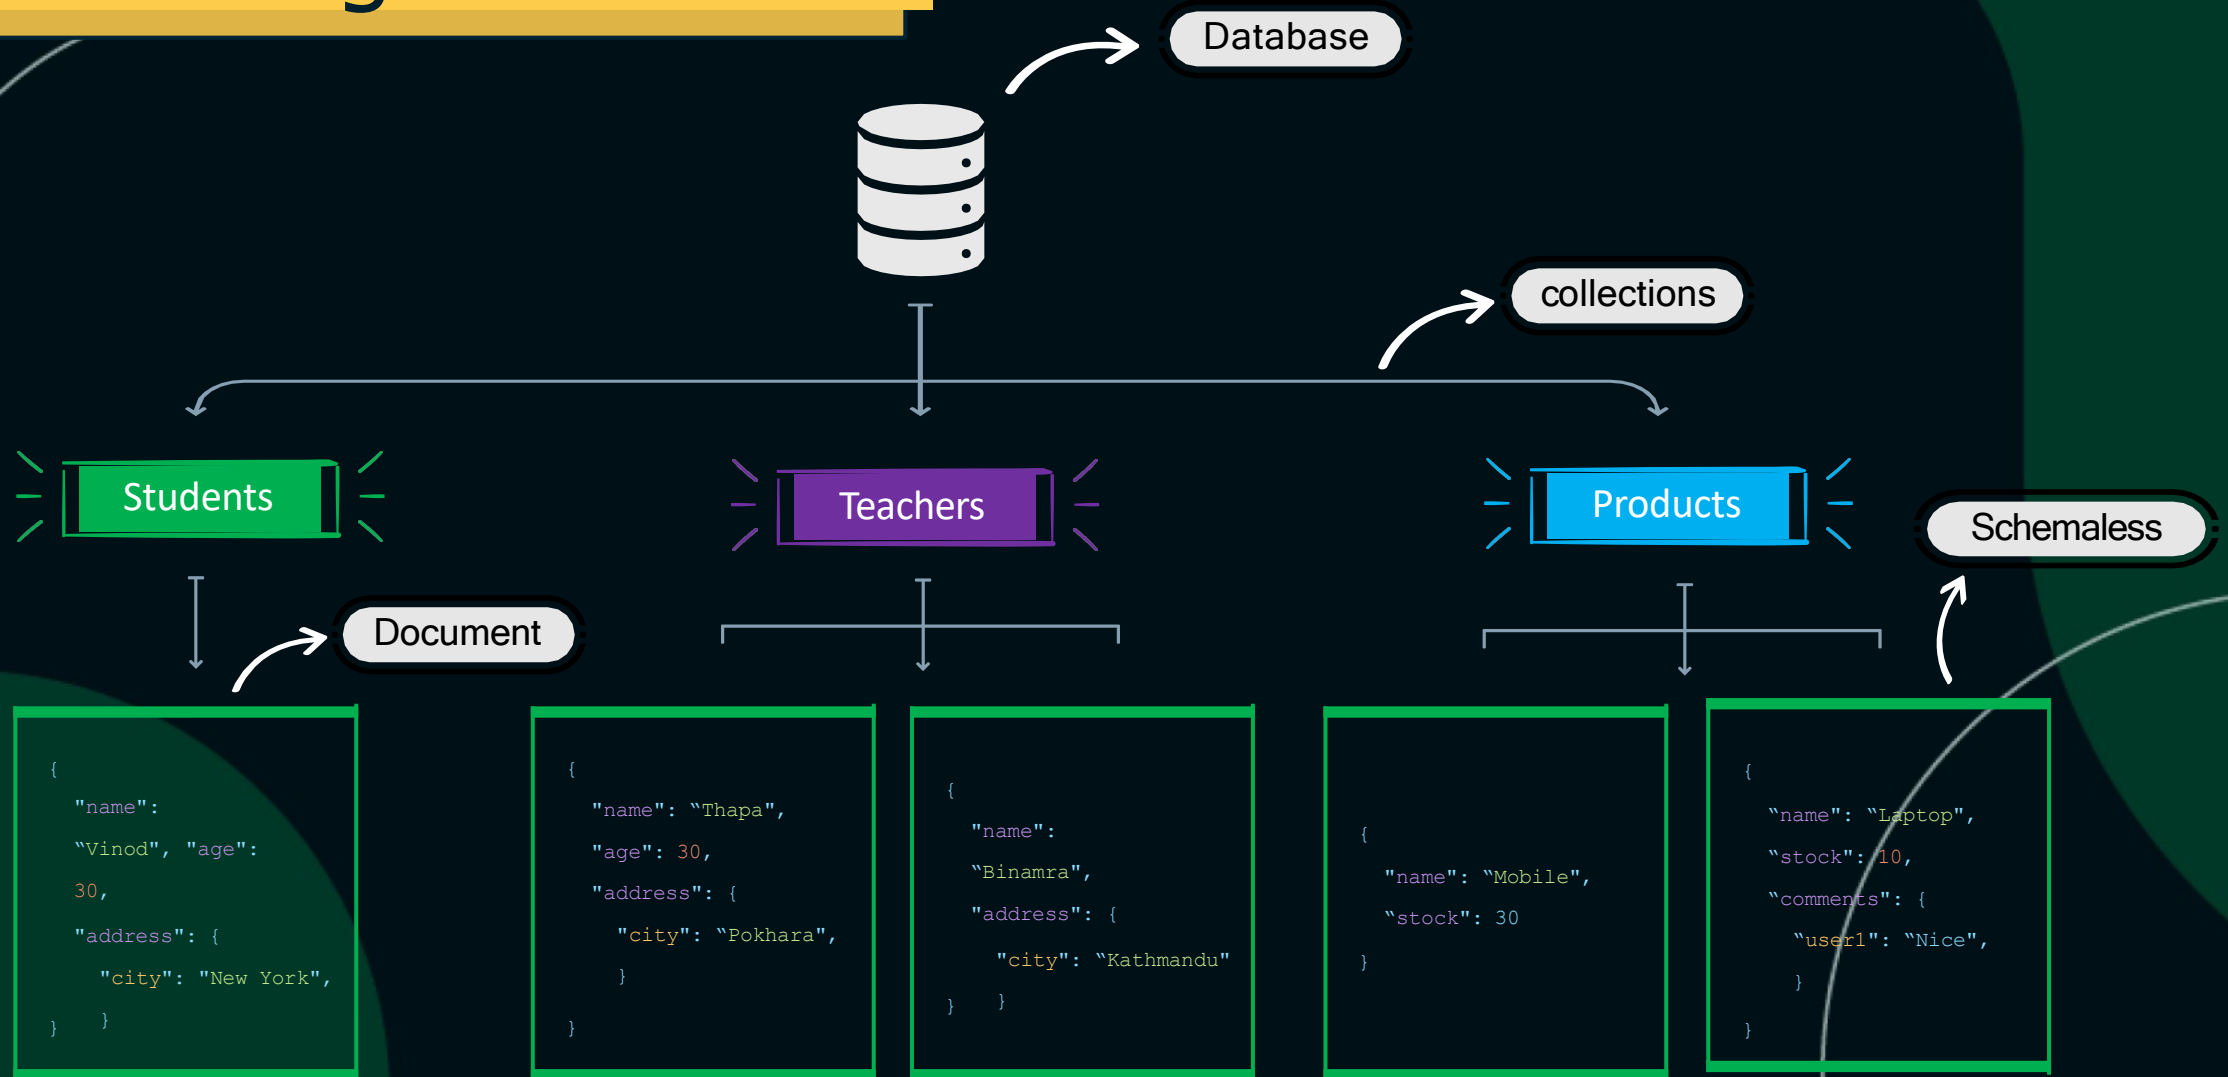 Database
collections
Students
Teachers
Products
Schemaless
Document
{
"name":
“Vinod", "age":
30,
"address": {
"city": "New York",
}
}
{
"name": “Thapa",
"age": 30,
"address": {
"city": “Pokhara",
}
}
{
"name":
“Binamra",
"address": {
"city": “Kathmandu"
}
}
{
"name": “Mobile",
“stock": 30
}
{
“name": “Laptop",
“stock": 10,
“comments": {
“user1": “Nice",
}
}